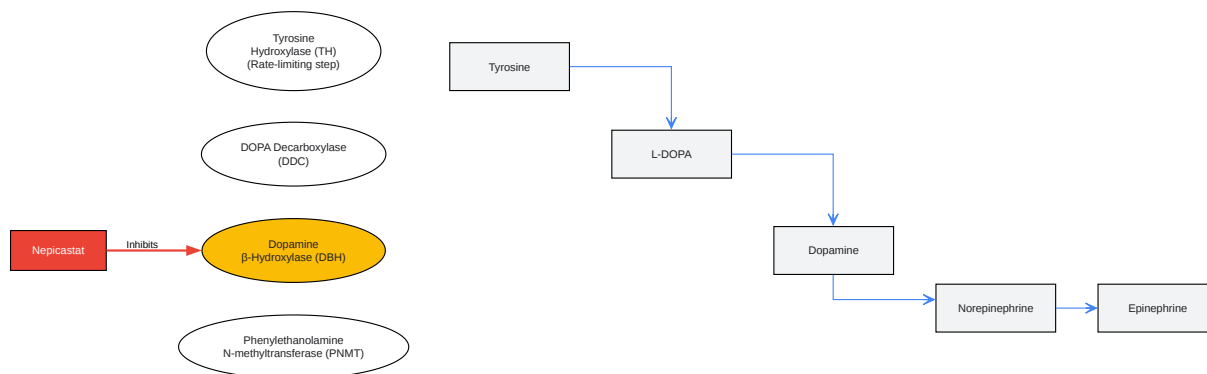 Tyrosine
Hydroxylase (TH)
(Rate-limiting step)
Tyrosine
DOPA Decarboxylase
(DDC)
L-DOPA
Nepicastat
Inhibits
Dopamine
β-Hydroxylase (DBH)
Dopamine
Norepinephrine
Epinephrine
Phenylethanolamine
N-methyltransferase (PNMT)